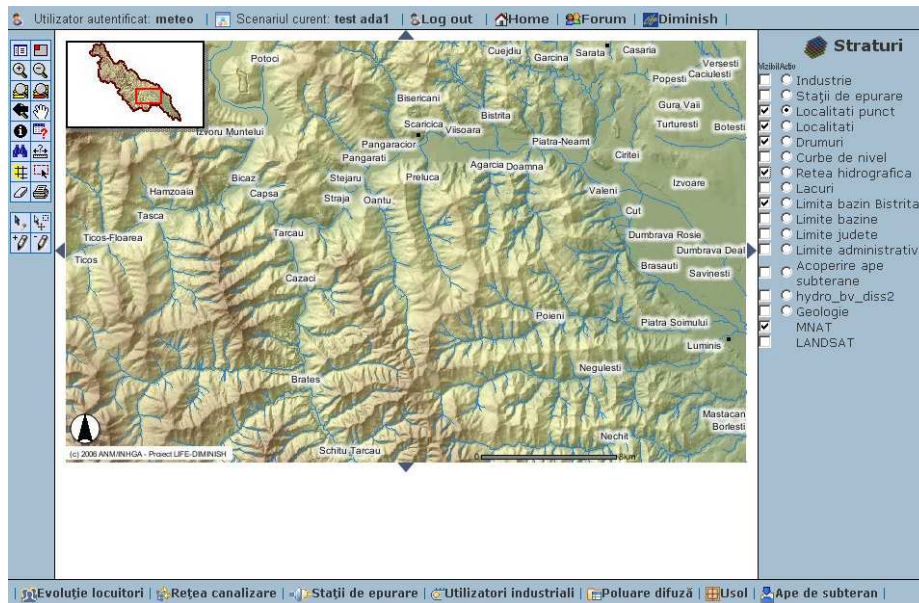 Utilizator autentificat: meteo | Scenariul curent: test ada1 | Log out | Home | Forum | Diminish |
Straturi
Vizibil Activ
Industrie
Stații de epurare
Localitati punct
Localitati
Drumuri
Curbe de nivel
Retea hidrografica
Lacuri
Limita bazin Bistrita
Limite bazine
Limite judete
Limite administrativ
Acoperire ape
subterane
hydro_bv_diss2
Geologie
MNAT
LANDSAT
Potoci
Cuejdiu
Garcina
Sarata
Casaria
Versesti
Caciulesti
Popesti
Bisericani
Gura Vaii
Bistrita
Scaricica
Viisoara
Turturesti
Botesti
Izvoru Muntelui
Pangaracior
Piatra-Neamt
Pangarati
Ciritei
Agarcia
Doamna
Bicaz
Stejaru
Preluca
Izvoare
Hamzoaia
Capsa
Straja
Oantu
Valeni
Tasca
Cut
Tarcau
Ticos-Floarea
Dumbrava Rosie
Dumbrava Deal
Ticos
Brasauti
Savinesti
Cazaci
Poieni
Piatra Soimului
Luminis
Negulesti
Brates
Mastacan
Borlesti
Nechit
Schitu Tarcau
(c) 2006 ANM/INHGA - Proiect LIFE-DIMINISH
0 8km
| Evoluție locuitori | Rețea canalizare | Stații de epurare | Utilizatori industriali | Poluare difuză | Usol | Ape de subteran |